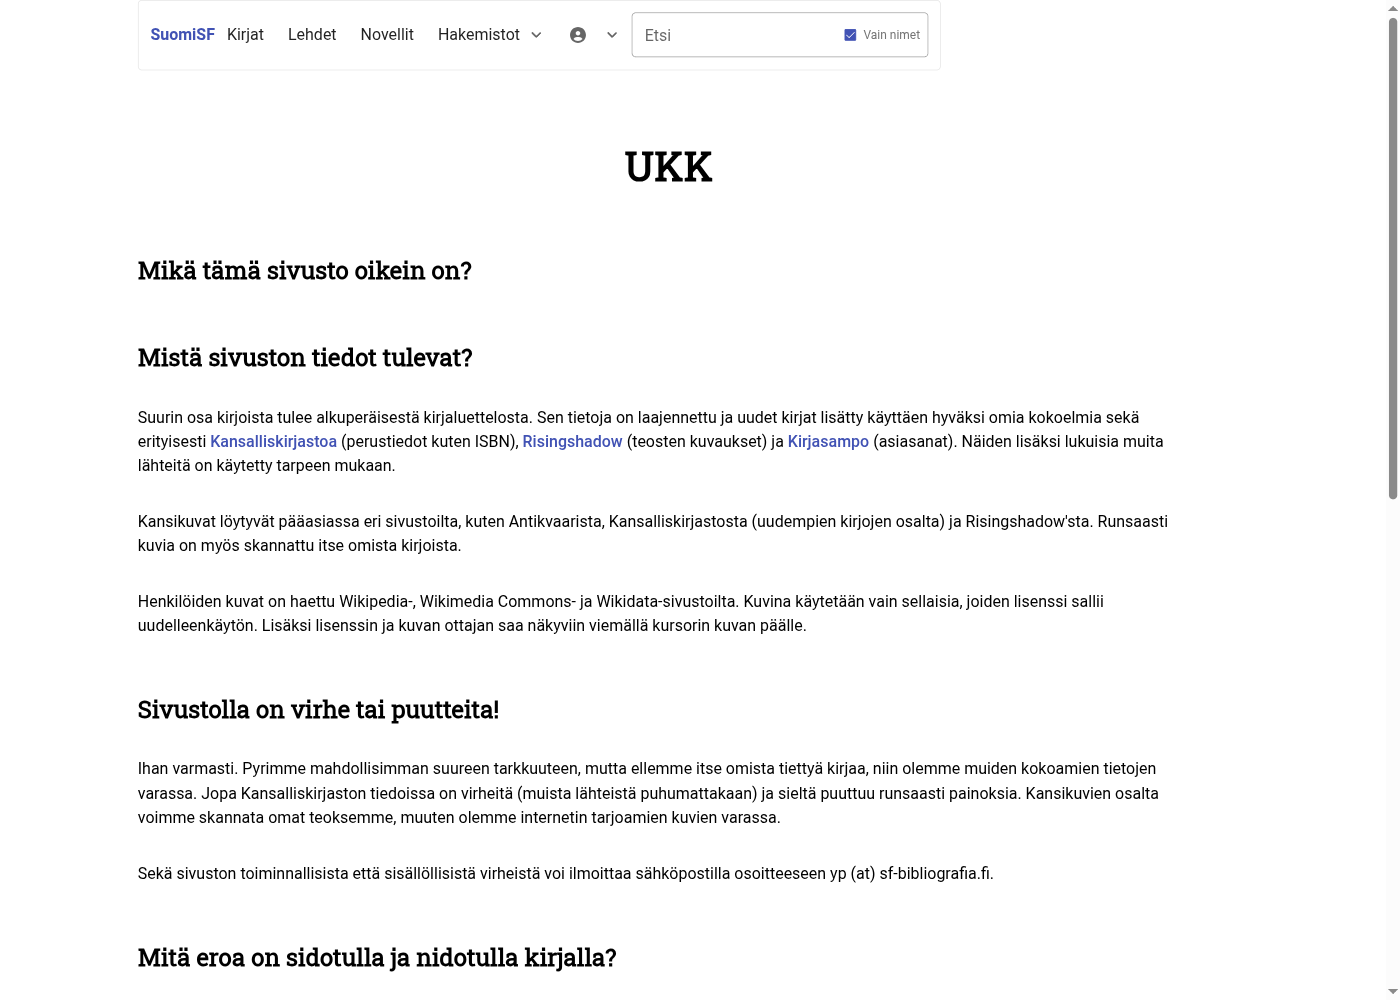 SuomiSF Kirjat Lehdet Novellit Hakemistot Etsi Vain nimet
UKK
Mikä tämä sivusto oikein on?
Mistä sivuston tiedot tulevat?
Suurin osa kirjoista tulee alkuperäisestä kirjaluettelosta. Sen tietoja on laajennettu ja uudet kirjat lisätty käyttäen hyväksi omia kokoelmia sekä
erityisesti Kansalliskirjastoa (perustiedot kuten ISBN), Risingshadow (teosten kuvaukset) ja Kirjasampo (asiasanat). Näiden lisäksi lukuisia muita
lähteitä on käytetty tarpeen mukaan.
Kansikuvat löytyvät pääasiassa eri sivustoilta, kuten Antikvaarista, Kansalliskirjastosta (uudempien kirjojen osalta) ja Risingshadow'sta. Runsaasti
kuvia on myös skannattu itse omista kirjoista.
Henkilöiden kuvat on haettu Wikipedia-, Wikimedia Commons- ja Wikidata-sivustoilta. Kuvina käytetään vain sellaisia, joiden lisenssi sallii
uudelleenkäytön. Lisäksi lisenssin ja kuvan ottajan saa näkyviin viemällä kursorin kuvan päälle.
Sivustolla on virhe tai puutteita!
Ihan varmasti. Pyrimme mahdollisimman suureen tarkkuuteen, mutta ellemme itse omista tiettyä kirjaa, niin olemme muiden kokoamien tietojen
varassa. Jopa Kansalliskirjaston tiedoissa on virheitä (muista lähteistä puhumattakaan) ja sieltä puuttuu runsaasti painoksia. Kansikuvien osalta
voimme skannata omat teoksemme, muuten olemme internetin tarjoamien kuvien varassa.
Sekä sivuston toiminnallisista että sisällöllisistä virheistä voi ilmoittaa sähköpostilla osoitteeseen yp (at) sf-bibliografia.fi.
Mitä eroa on sidotulla ja nidotulla kirjalla?